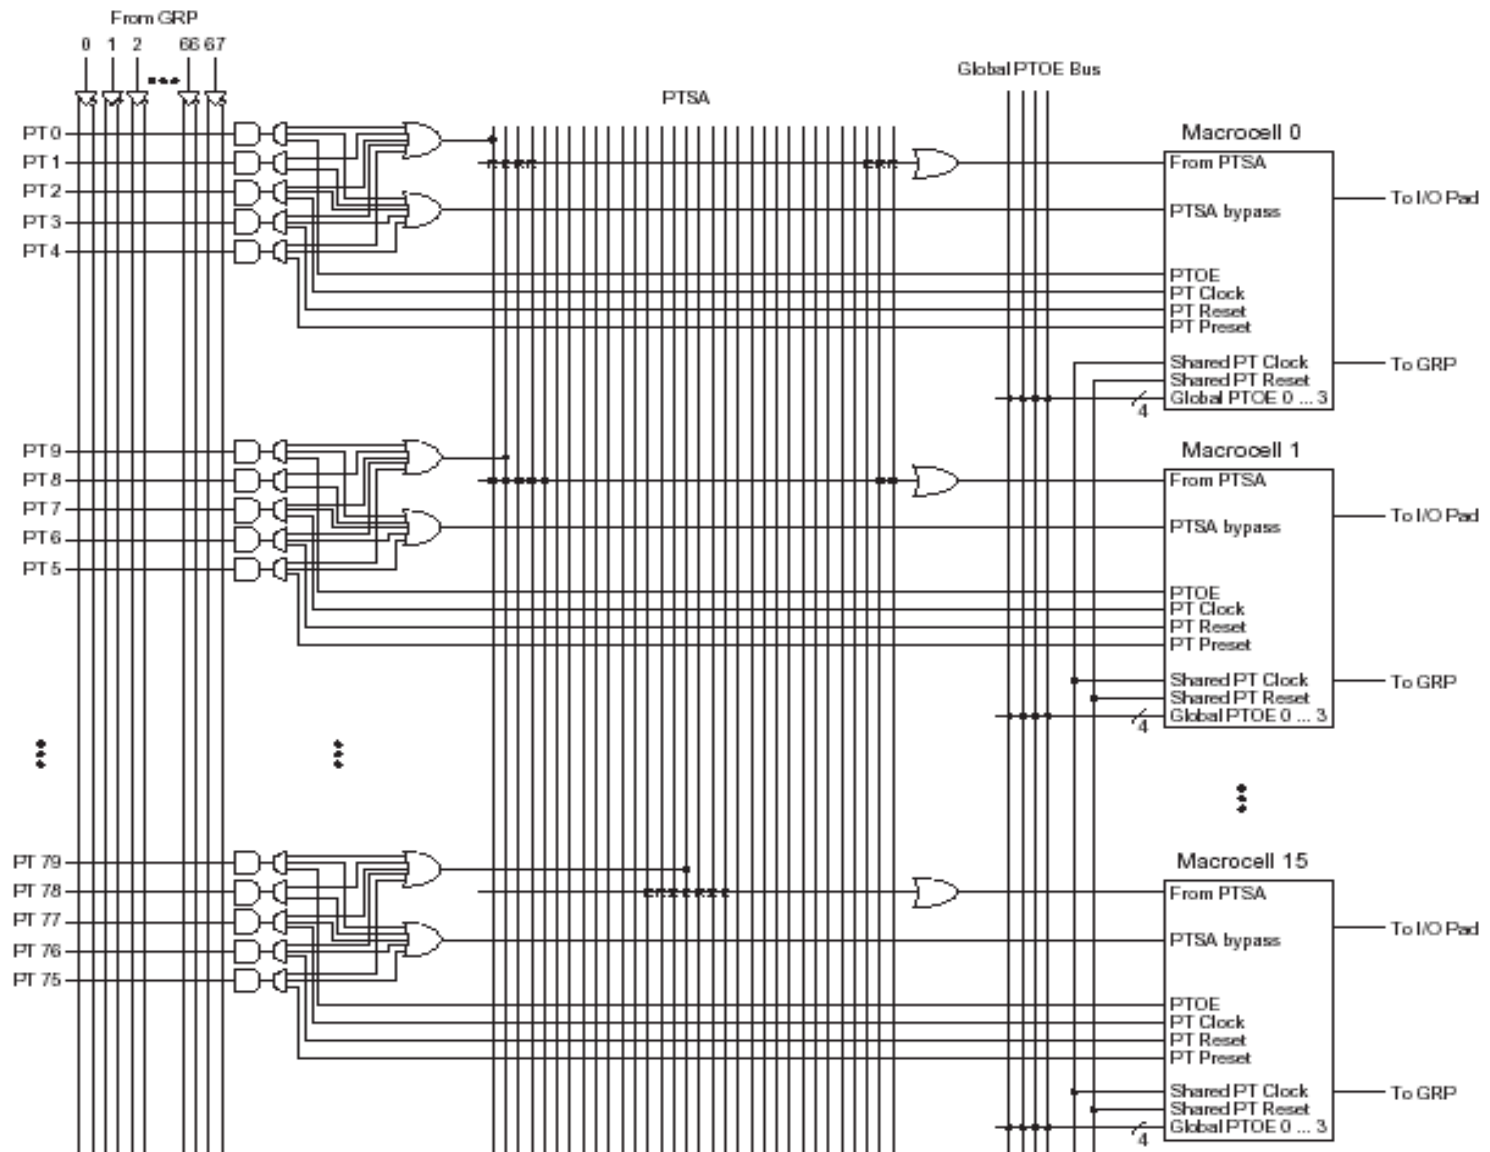 From GRP
0 1 2 66 67
Global PTOE Bus
PTSA
PT 0
PT 1
PT 2
PT 3
PT 4
Macrocell 0
From PTSA
PTSA bypass
PTOE
PT Clock
PT Reset
PT Preset
Shared PT Clock
Shared PT Reset
Global PTOE 0 ... 3
4
To I/O Pad
To GRP
PT 9
PT 8
PT 7
PT 6
PT 5
Macrocell 1
From PTSA
PTSA bypass
PTOE
PT Clock
PT Reset
PT Preset
Shared PT Clock
Shared PT Reset
Global PTOE 0 ... 3
4
To I/O Pad
To GRP
PT 79
PT 78
PT 77
PT 76
PT 75
Macrocell 15
From PTSA
PTSA bypass
PTOE
PT Clock
PT Reset
PT Preset
Shared PT Clock
Shared PT Reset
Global PTOE 0 ... 3
4
To I/O Pad
To GRP